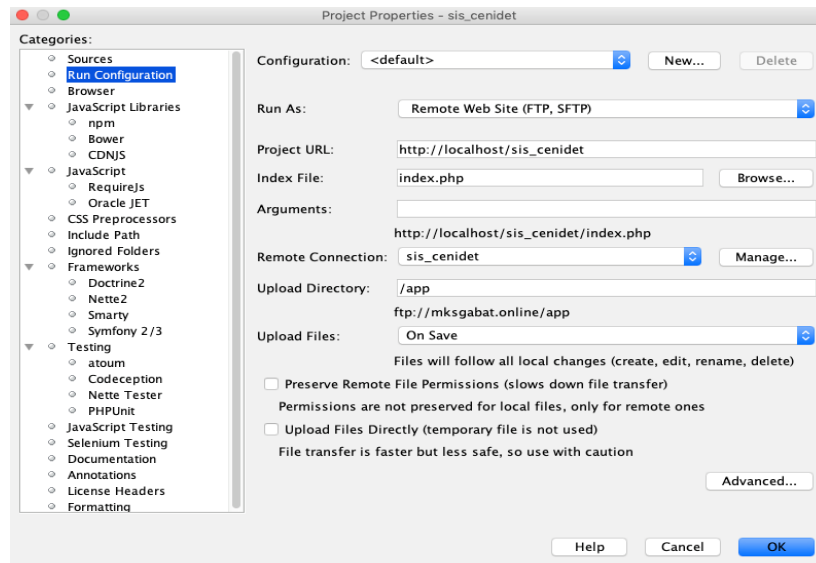 Project Properties - sis_cenidet
Categories:
Sources
Run Configuration
Browser
JavaScript Libraries
npm
Bower
CDNJS
JavaScript
RequireJs
Oracle JET
CSS Preprocessors
Include Path
Ignored Folders
Frameworks
Doctrine2
Nette2
Smarty
Symfony 2/3
Testing
atoum
Codeception
Nette Tester
PHPUnit
JavaScript Testing
Selenium Testing
Documentation
Annotations
License Headers
Formatting
Configuration: <default> New... Delete
Run As: Remote Web Site (FTP, SFTP)
Project URL: http://localhost/sis_cenidet
Index File: index.php Browse...
Arguments:
http://localhost/sis_cenidet/index.php
Remote Connection: sis_cenidet Manage...
Upload Directory: /app
ftp://mksgabat.online/app
Upload Files: On Save
Files will follow all local changes (create, edit, rename, delete)
Preserve Remote File Permissions (slows down file transfer)
Permissions are not preserved for local files, only for remote ones
Upload Files Directly (temporary file is not used)
File transfer is faster but less safe, so use with caution
Advanced...
Help Cancel OK